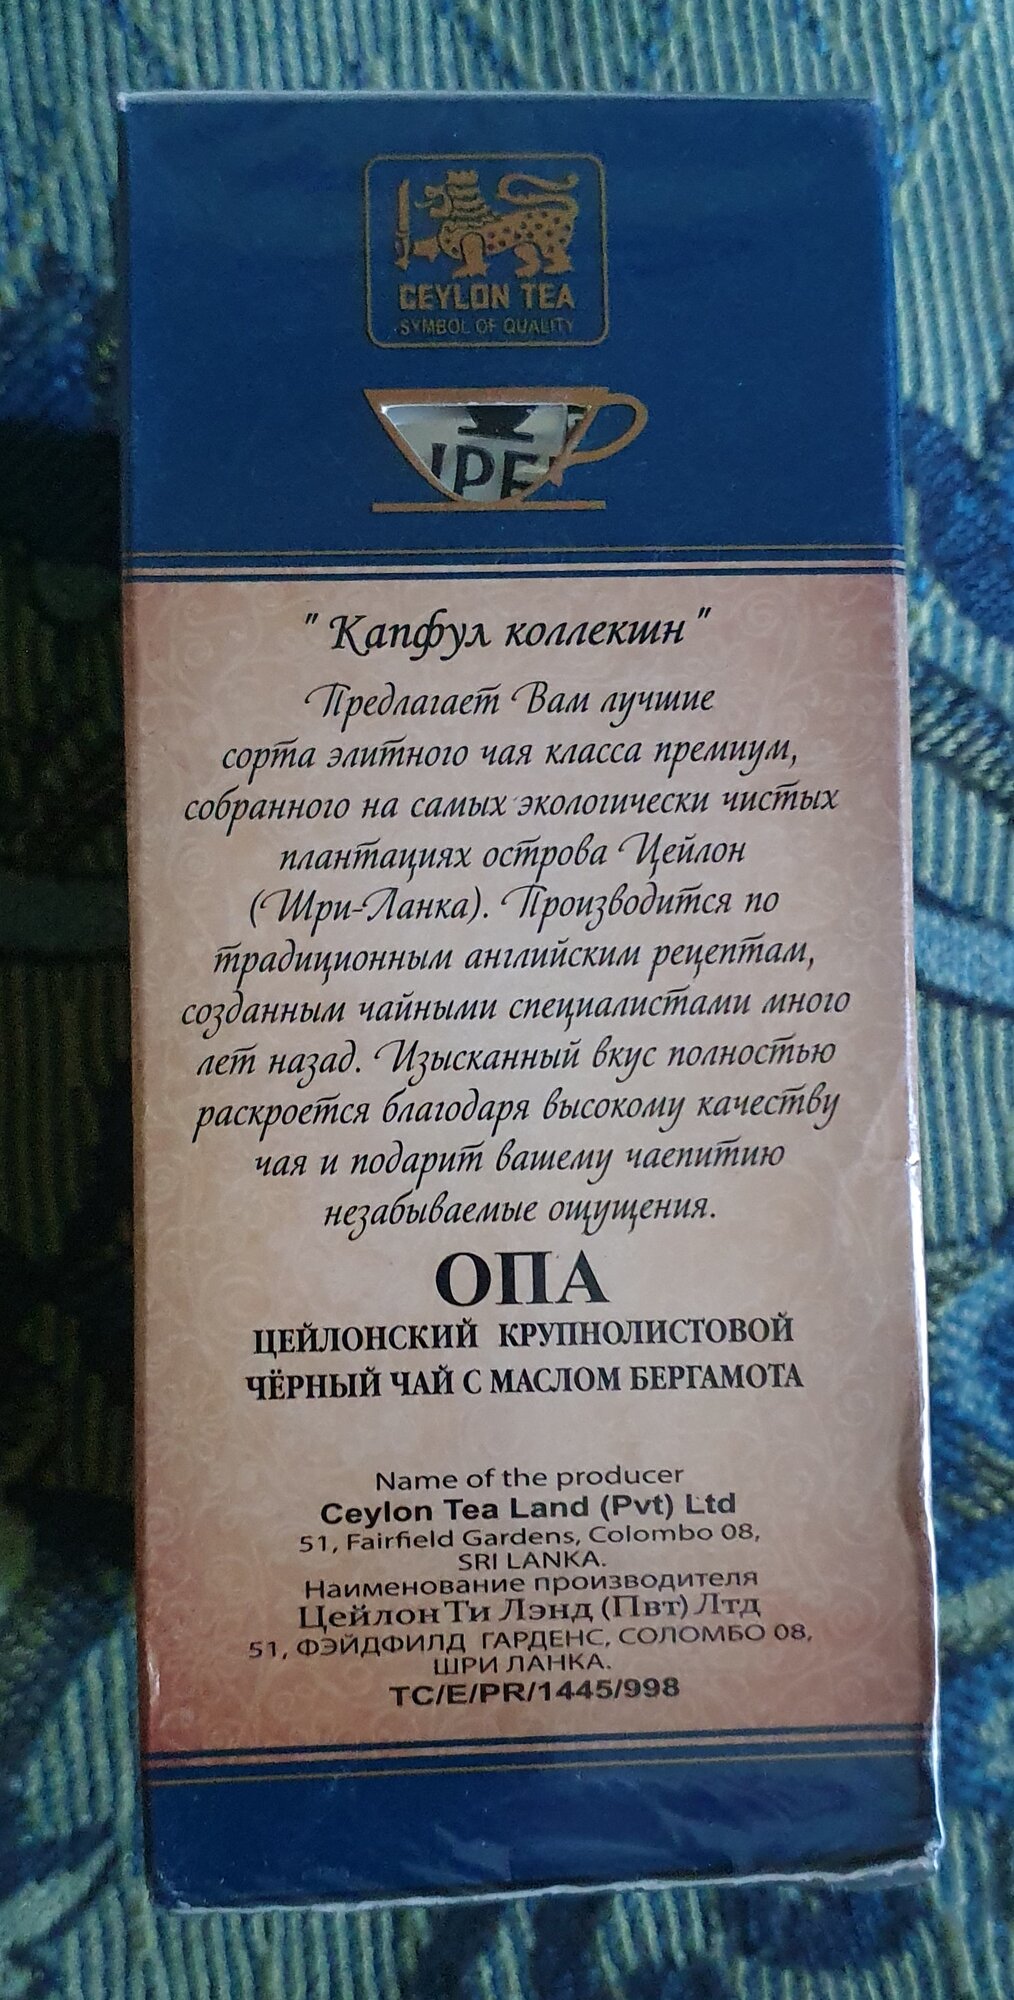 CEYLON TEA
SYMBOL OF QUALITY
"Капфул коллекшн"
Предлагает Вам лучшие
сорта элитного чая класса премиум,
собранного на самых экологически чистых
плантациях острова Цейлон
(Шри-Ланка). Производится по
традиционным английским рецептам,
созданным чайными специалистами много
лет назад. Изысканный вкус полностью
раскроется благодаря высокому качеству
чая и подарит вашему чаепитию
незабываемые ощущения.
ОПА
ЦЕЙЛОНСКИЙ КРУПНОЛИСТОВОЙ
ЧЁРНЫЙ ЧАЙ С МАСЛОМ БЕРГАМОТА
Name of the producer
Ceylon Tea Land (Pvt) Ltd
51, Fairfield Gardens, Colombo 08,
SRI LANKA.
Наименование производителя
Цейлон Ти Лэнд (Пвт) Лтд
51, ФЭЙДФИЛД ГАРДЕНС, СОЛОМБО 08,
ШРИ ЛАНКА.
TC/E/PR/1445/998